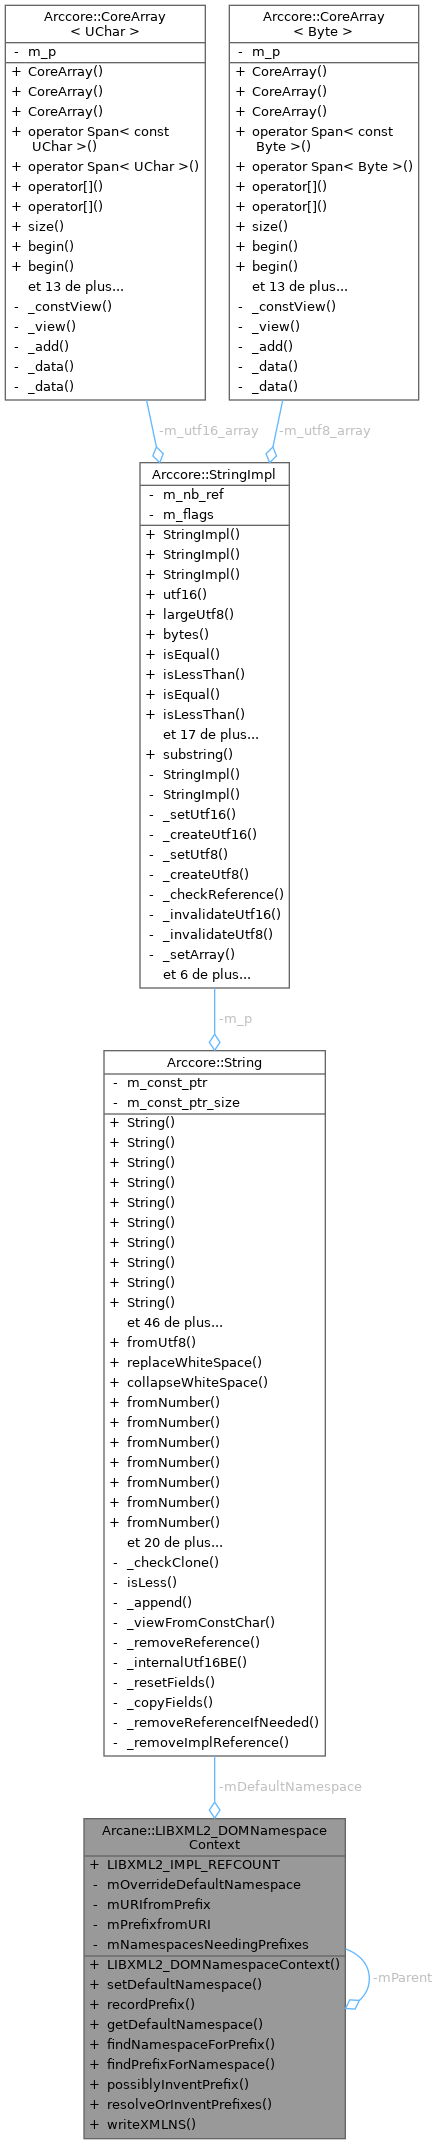 Arccore::CoreArray
< UChar >
- m_p
+ CoreArray()
+ CoreArray()
+ CoreArray()
+ operator Span< const
UChar >()
+ operator Span< UChar >()
+ operator[]()
+ operator[]()
+ size()
+ begin()
+ begin()
et 13 de plus...
- _constView()
- _view()
- _add()
- _data()
- _data()
Arccore::CoreArray
< Byte >
- m_p
+ CoreArray()
+ CoreArray()
+ CoreArray()
+ operator Span< const
Byte >()
+ operator Span< Byte >()
+ operator[]()
+ operator[]()
+ size()
+ begin()
+ begin()
et 13 de plus...
- _constView()
- _view()
- _add()
- _data()
- _data()
-m_utf16_array
-m_utf8_array
Arccore::StringImpl
- m_nb_ref
- m_flags
+ StringImpl()
+ StringImpl()
+ StringImpl()
+ utf16()
+ largeUtf8()
+ bytes()
+ isEqual()
+ isLessThan()
+ isEqual()
+ isLessThan()
et 17 de plus...
+ substring()
- StringImpl()
- StringImpl()
- _setUtf16()
- _createUtf16()
- _setUtf8()
- _createUtf8()
- _checkReference()
- _invalidateUtf16()
- _invalidateUtf8()
- _setArray()
et 6 de plus...
-m_p
Arccore::String
- m_const_ptr
- m_const_ptr_size
+ String()
+ String()
+ String()
+ String()
+ String()
+ String()
+ String()
+ String()
+ String()
+ String()
et 46 de plus...
+ fromUtf8()
+ replaceWhiteSpace()
+ collapseWhiteSpace()
+ fromNumber()
+ fromNumber()
+ fromNumber()
+ fromNumber()
+ fromNumber()
+ fromNumber()
+ fromNumber()
et 20 de plus...
- _checkClone()
- isLess()
- _append()
- _viewFromConstChar()
- _removeReference()
- _internalUtf16BE()
- _resetFields()
- _copyFields()
- _removeReferenceIfNeeded()
- _removeImplReference()
-mDefaultNamespace
Arcane::LIBXML2_DOMNamespace
Context
+ LIBXML2_IMPL_REFCOUNT
- mOverrideDefaultNamespace
- mURIfromPrefix
- mPrefixfromURI
- mNamespacesNeedingPrefixes
+ LIBXML2_DOMNamespaceContext()
+ setDefaultNamespace()
+ recordPrefix()
+ getDefaultNamespace()
+ findNamespaceForPrefix()
+ findPrefixForNamespace()
+ possiblyInventPrefix()
+ resolveOrInventPrefixes()
+ writeXMLNS()
-mParent